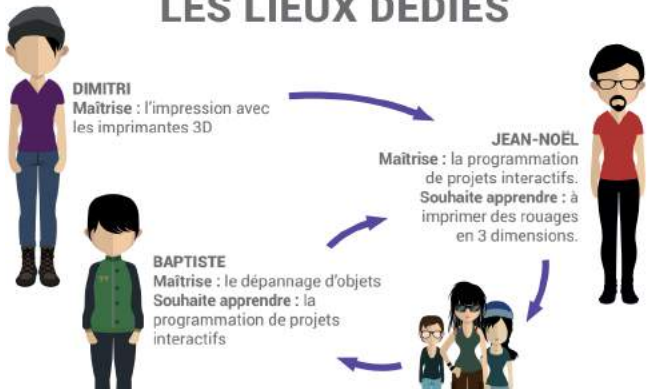 LES LIEUX DÉDIÉS
DIMITRI
Maîtrise : l'impression avec
les imprimantes 3D
JEAN-NOËL
Maîtrise : la programmation
de projets interactifs.
Souhaite apprendre : à
imprimer des rouages
en 3 dimensions.
BAPTISTE
Maîtrise : le dépannage d'objets
Souhaite apprendre : la
programmation de projets
interactifs